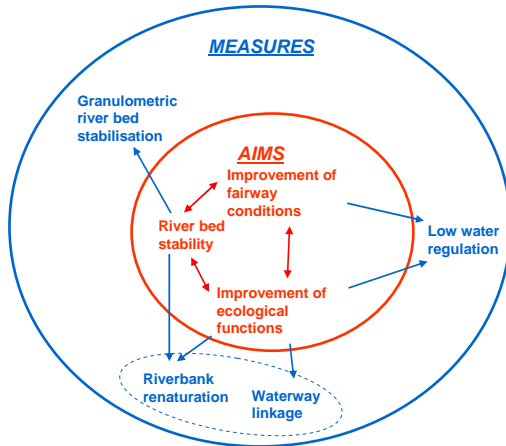 MEASURES
Granulometric
river bed
stabilisation
AIMS
Improvement of
fairway
conditions
River bed
stability
Low water
regulation
Improvement of
ecological
functions
Riverbank
renaturation
Waterway
linkage